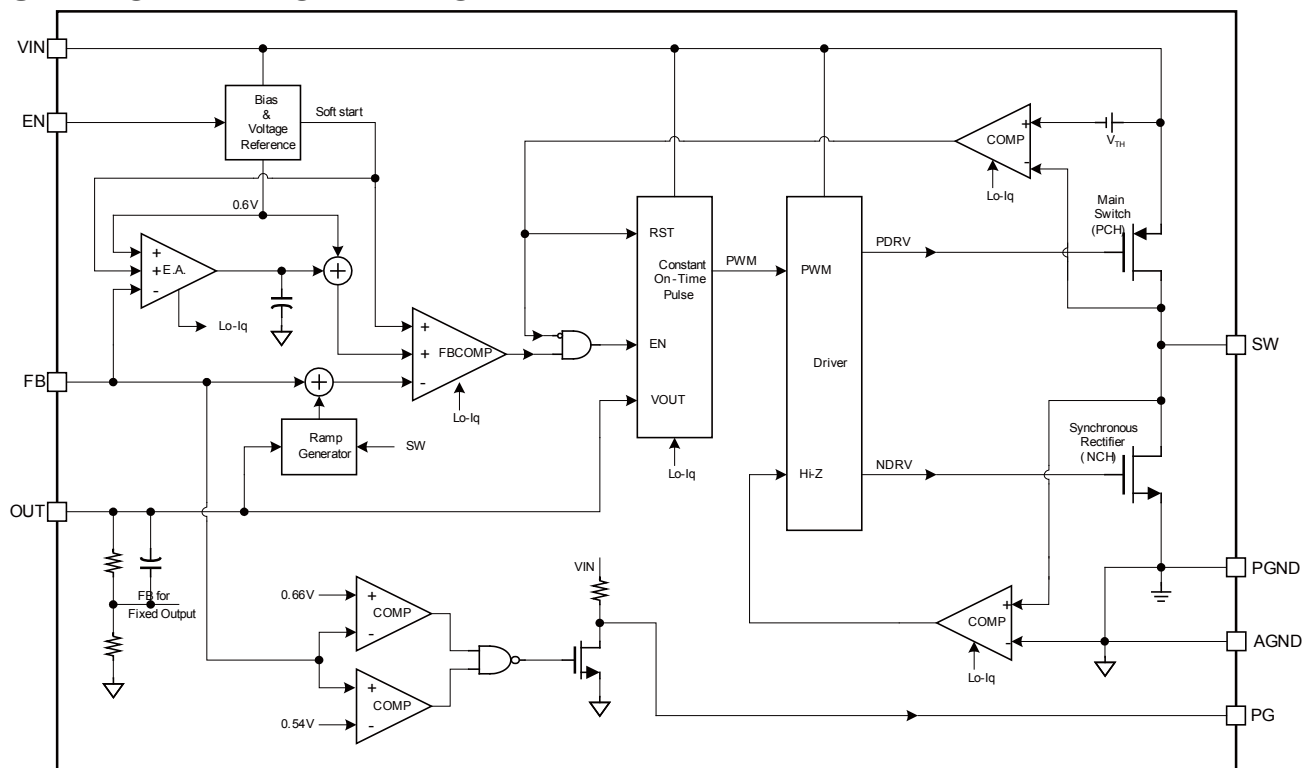 VIN
EN
Bias
&
Voltage
Reference
Soft start
0.6V
+
+
-
E.A.
Lo-Iq
+
+
+
-
FBCOMP
Lo-Iq
FB
+
Ramp
Generator
SW
OUT
FB for
Fixed Output
RST
Constant
On-Time
Pulse
EN
VOUT
Lo-Iq
PWM
PWM
Driver
Hi-Z
PDRV
NDRV
+
-
COMP
Lo-Iq
VTH
Main
Switch
(PCH)
SW
Synchronous
Rectifier
(NCH)
PGND
AGND
+
-
COMP
Lo-Iq
0.66V
+
-
COMP
0.54V
+
-
COMP
VIN
PG